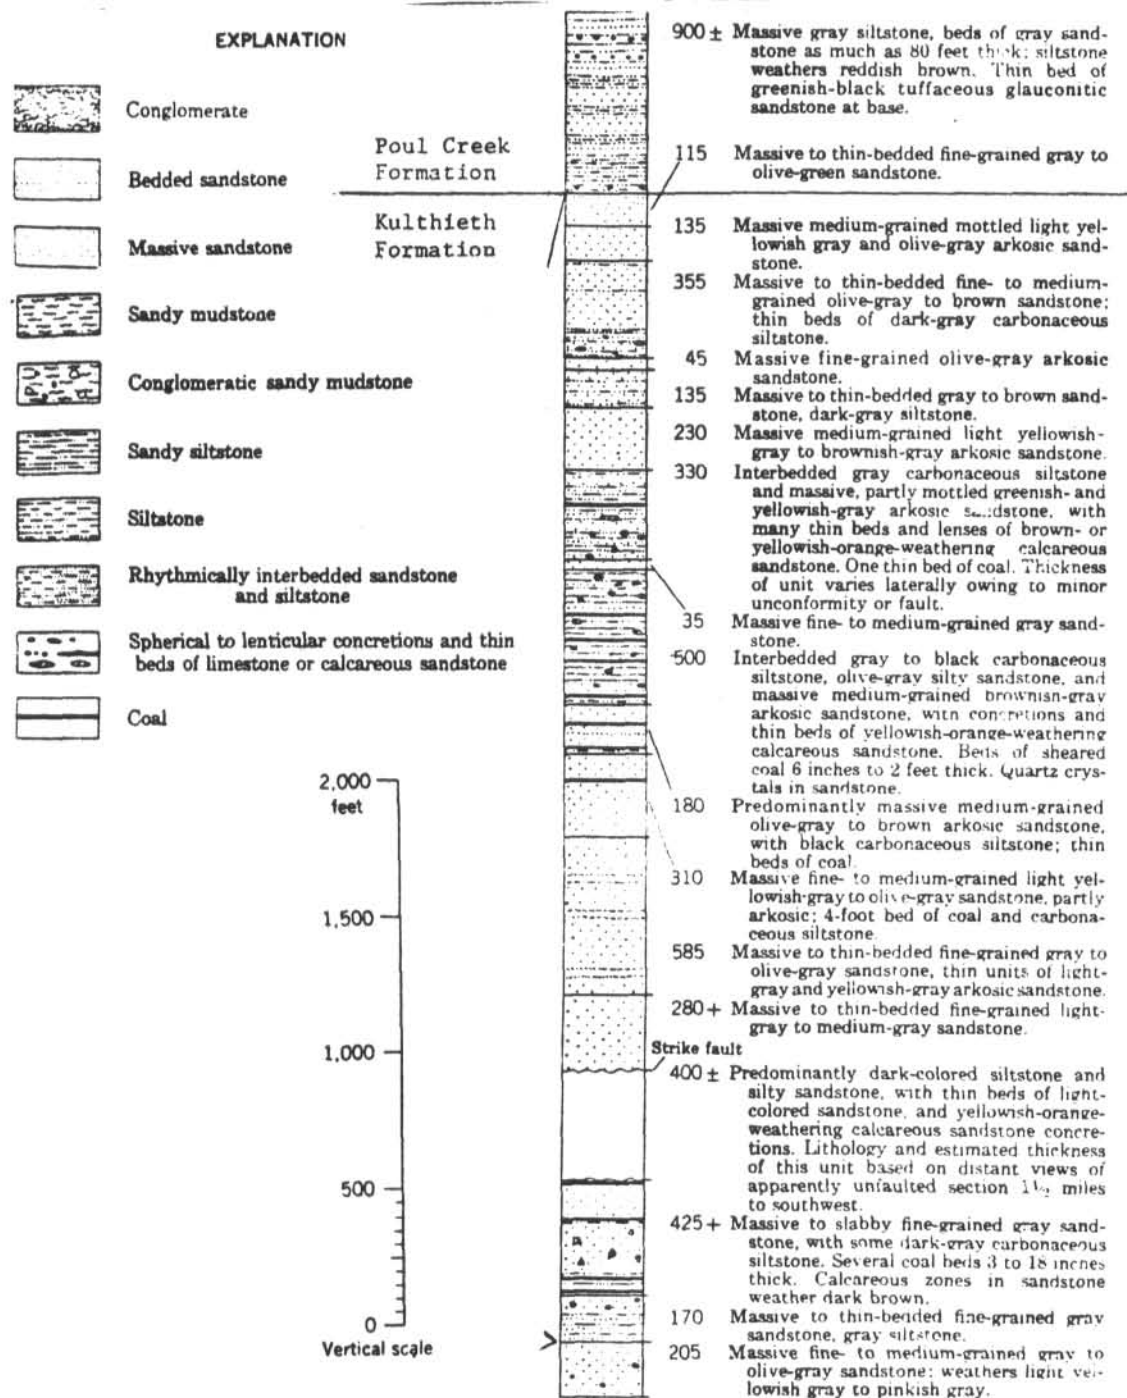 EXPLANATION
Conglomerate
Bedded sandstone
Massive sandstone
Sandy mudstone
Conglomeratic sandy mudstone
Sandy siltstone
Siltstone
Rhythmically interbedded sandstone
and siltstone
Spherical to lenticular concretions and thin
beds of limestone or calcareous sandstone
Coal
Poul Creek
Formation
Kulthieth
Formation
2,000
feet
1,500
1,000
500
0
Vertical scale
900 ± Massive gray siltstone, beds of gray sand-
stone as much as 80 feet thick; siltstone
weathers reddish brown. Thin bed of
greenish-black tuffaceous glauconitic
sandstone at base.
115 Massive to thin-bedded fine-grained gray to
olive-green sandstone.
135 Massive medium-grained mottled light yel-
lowish gray and olive-gray arkosic sand-
stone.
355 Massive to thin-bedded fine- to medium-
grained olive-gray to brown sandstone;
thin beds of dark-gray carbonaceous
siltstone.
45 Massive fine-grained olive-gray arkosic
sandstone.
135 Massive to thin-bedded gray to brown sand-
stone, dark-gray siltstone.
230 Massive medium-grained light yellowish-
gray to brownish-gray arkosic sandstone.
330 Interbedded gray carbonaceous siltstone
and massive, partly mottled greenish- and
yellowish-gray arkosic sandstone, with
many thin beds and lenses of brown- or
yellowish-orange-weathering calcareous
sandstone. One thin bed of coal. Thickness
of unit varies laterally owing to minor
unconformity or fault.
35 Massive fine- to medium-grained gray sand-
stone.
500 Interbedded gray to black carbonaceous
siltstone, olive-gray silty sandstone, and
massive medium-grained brownish-gray
arkosic sandstone, with concretions and
thin beds of yellowish-orange-weathering
calcareous sandstone. Beds of sheared
coal 6 inches to 2 feet thick. Quartz crys-
tals in sandstone.
180 Predominantly massive medium-grained
olive-gray to brown arkosic sandstone,
with black carbonaceous siltstone; thin
beds of coal.
310 Massive fine- to medium-grained light yel-
lowish-gray to olive-gray sandstone, partly
arkosic; 4-foot bed of coal and carbona-
ceous siltstone.
585 Massive to thin-bedded fine-grained gray to
olive-gray sandstone, thin units of light-
gray and yellowish-gray arkosic sandstone.
280+ Massive to thin-bedded fine-grained light-
gray to medium-gray sandstone.
Strike fault
400 ± Predominantly dark-colored siltstone and
silty sandstone, with thin beds of light-
colored sandstone, and yellowish-orange-
weathering calcareous sandstone concre-
tions. Lithology and estimated thickness
of this unit based on distant views of
apparently unfaulted section miles
to southwest.
425+ Massive to slabby fine-grained gray sand-
stone, with some dark-gray carbonaceous
siltstone. Several coal beds 3 to 18 inches
thick. Calcareous zones in sandstone
weather dark brown.
170 Massive to thin-bedded fine-grained gray
sandstone, gray siltstone.
205 Massive fine- to medium-grained gray to
olive-gray sandstone; weathers light yel-
lowish gray to pinkish gray.